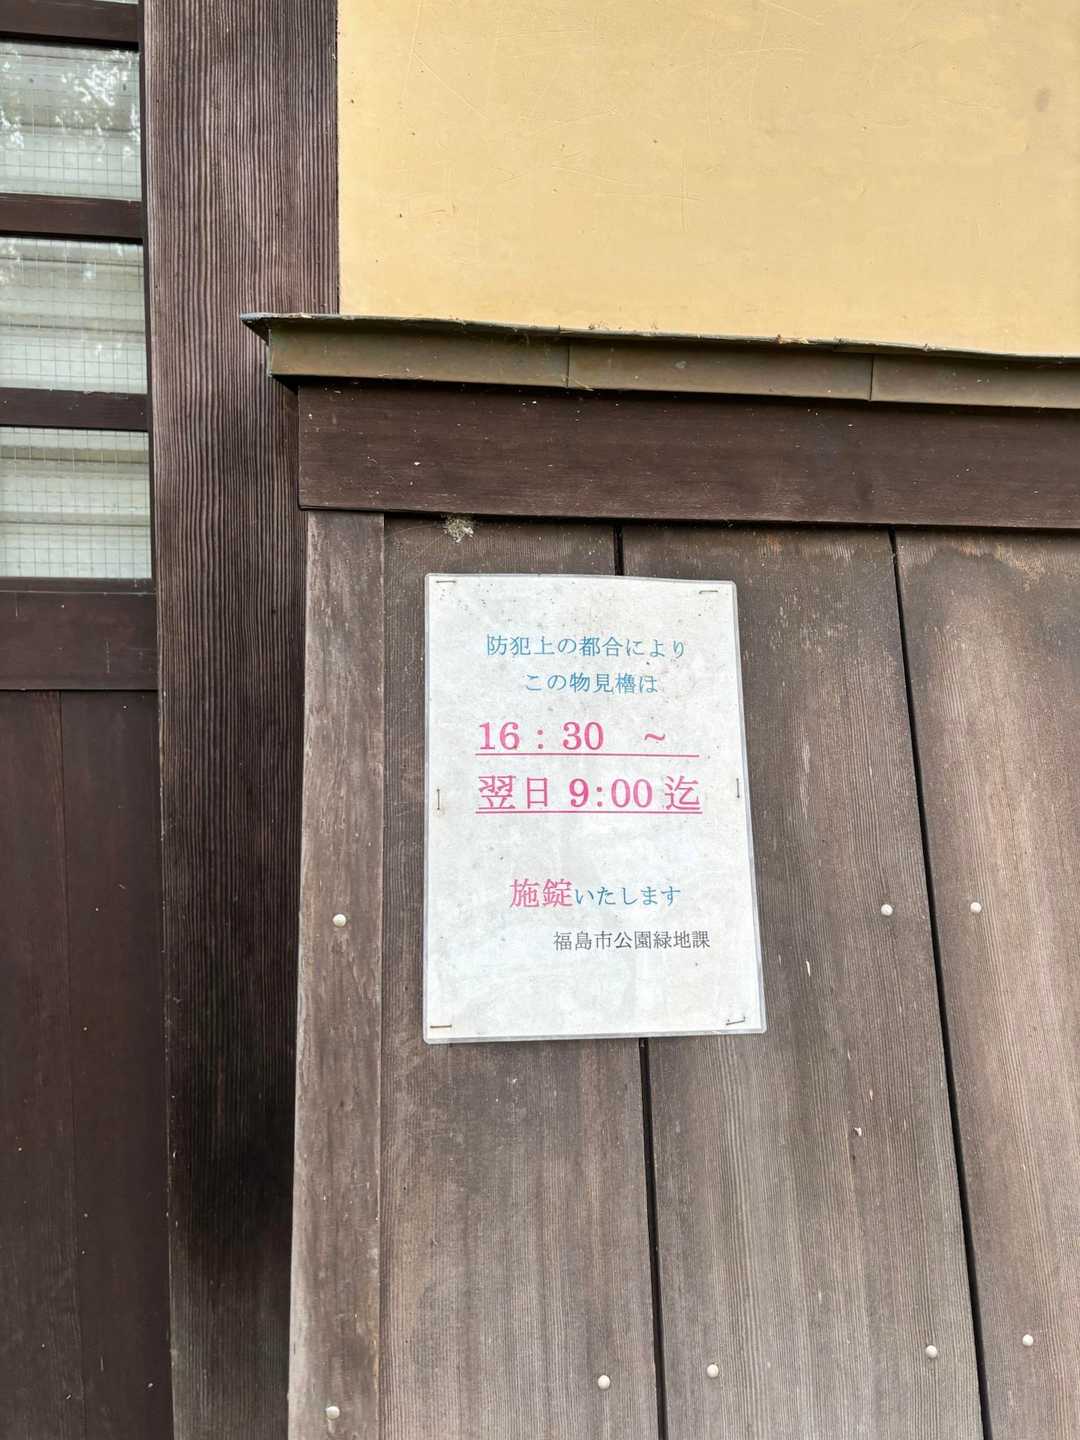 防犯上の都合により
この物見櫓は
16：30　～
翌日 9:00 迄
施錠いたします
福島市公園緑地課